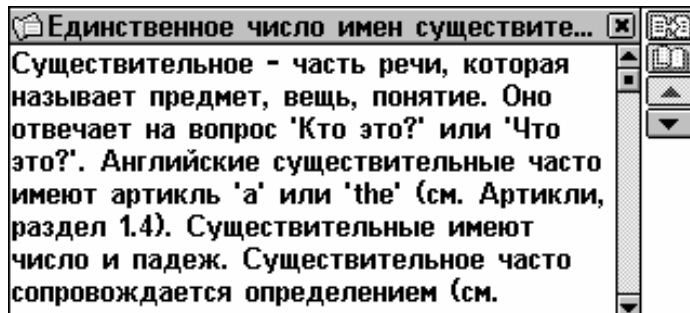 Единственное число имен существите...
Существительное - часть речи, которая
называет предмет, вещь, понятие. Оно
отвечает на вопрос 'Кто это?' или 'Что
это?'. Английские существительные часто
имеют артикль 'a' или 'the' (см. Артикли,
раздел 1.4). Существительные имеют
число и падеж. Существительное часто
сопровождается определением (см.